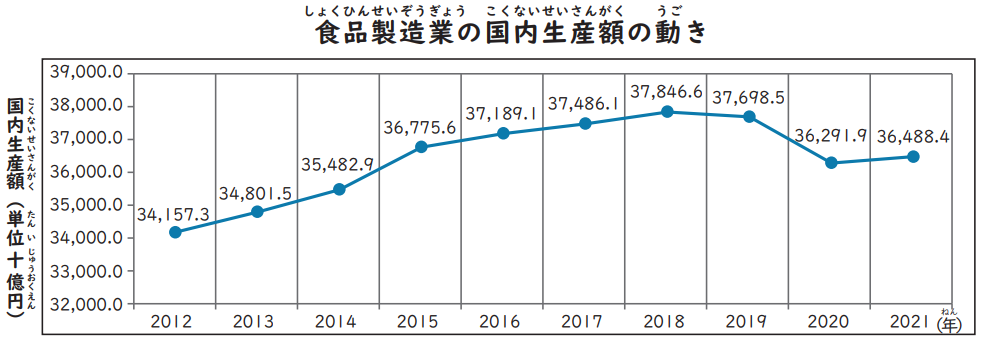 しょくひんせいぞうぎょう こくないせいさんがく うご
食品製造業の国内生産額の動き
国内生産額（単位十億円）
こくないせいさんがく たんい じゅうおくえん
39,000.0
38,000.0
37,000.0
36,000.0
35,000.0
34,000.0
33,000.0
32,000.0
34,157.3
34,801.5
35,482.9
36,775.6
37,189.1
37,486.1
37,846.6
37,698.5
36,291.9
36,488.4
2012 2013 2014 2015 2016 2017 2018 2019 2020 2021
ねん
(年)